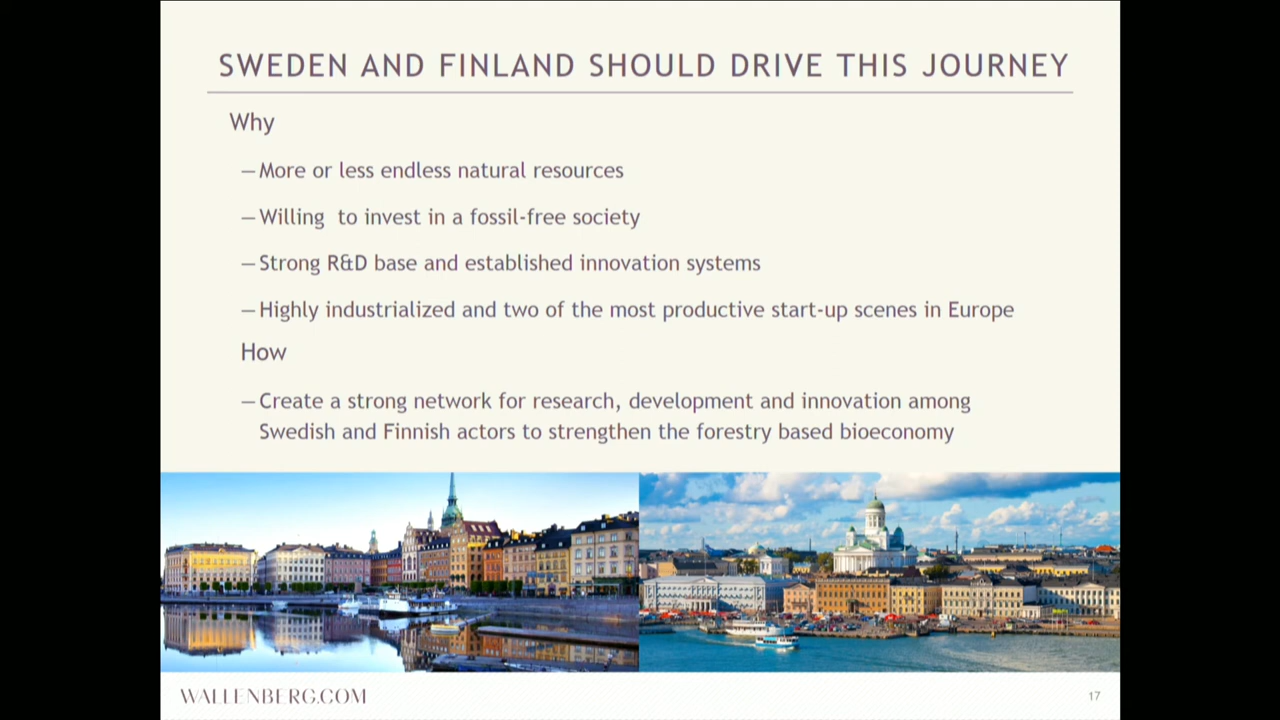 SWEDEN AND FINLAND SHOULD DRIVE THIS JOURNEY
Why
—More or less endless natural resources
—Willing  to invest in a fossil-free society
—Strong R&D base and established innovation systems
—Highly industrialized and two of the most productive start-up scenes in Europe
How
—Create a strong network for research, development and innovation among
Swedish and Finnish actors to strengthen the forestry based bioeconomy
WALLENBERG.COM
17